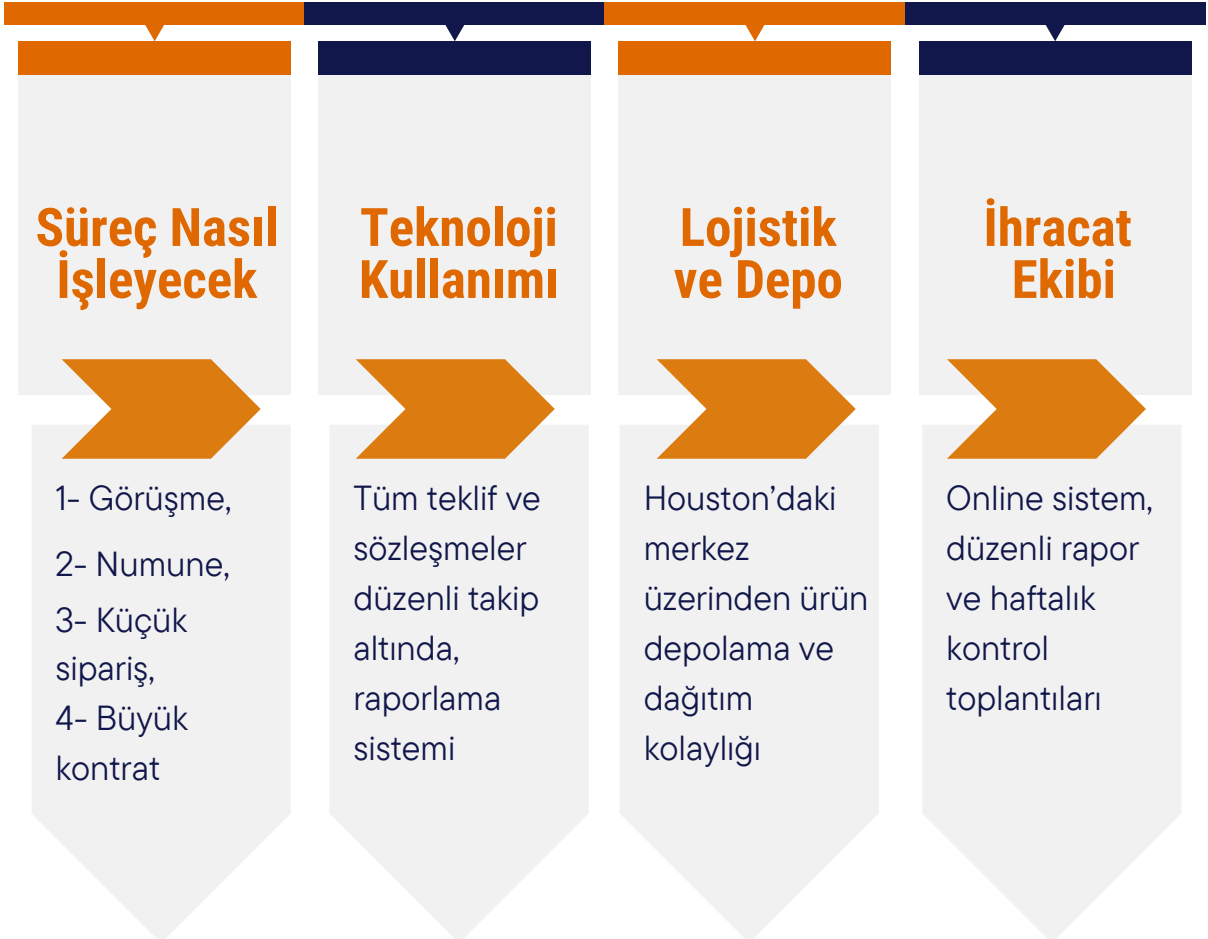 Süreç Nasıl
İşleyecek
1- Görüşme,
2- Numune,
3- Küçük
sipariş,
4- Büyük
kontrat
Teknoloji
Kullanımı
Tüm teklif ve
sözleşmeler
düzenli takip
altında,
raporlama
sistemi
Lojistik
ve Depo
Houston’daki
merkez
üzerinden ürün
depolama ve
dağıtım
kolaylığı
İhracat
Ekibi
Online sistem,
düzenli rapor
ve haftalık
kontrol
toplantıları